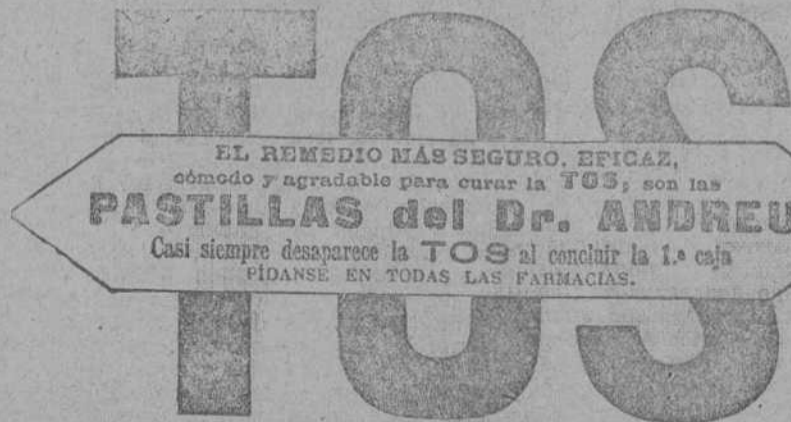 TOS
EL REMEDIO MÁS SEGURO, EFICAZ,
cómodo y agradable para curar la TOS, son las
PASTILLAS del Dr. ANDREU
Casi siempre desaparece la TOS al concluir la 1.ª caja
PÍDANSE EN TODAS LAS FARMACIAS.